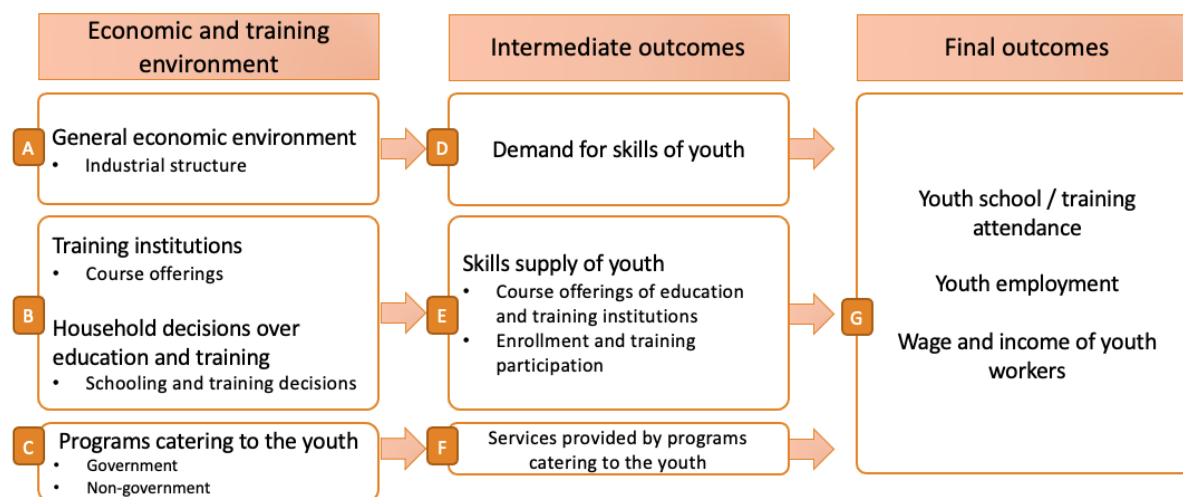 Economic and training
environment
Intermediate outcomes
Final outcomes
A
General economic environment
• Industrial structure
D
Demand for skills of youth
B
Training institutions
• Course offerings
Household decisions over
education and training
• Schooling and training decisions
E
Skills supply of youth
• Course offerings of education
and training institutions
• Enrollment and training
participation
C
Programs catering to the youth
• Government
• Non-government
F
Services provided by programs
catering to the youth
G
Youth school / training
attendance
Youth employment
Wage and income of youth
workers